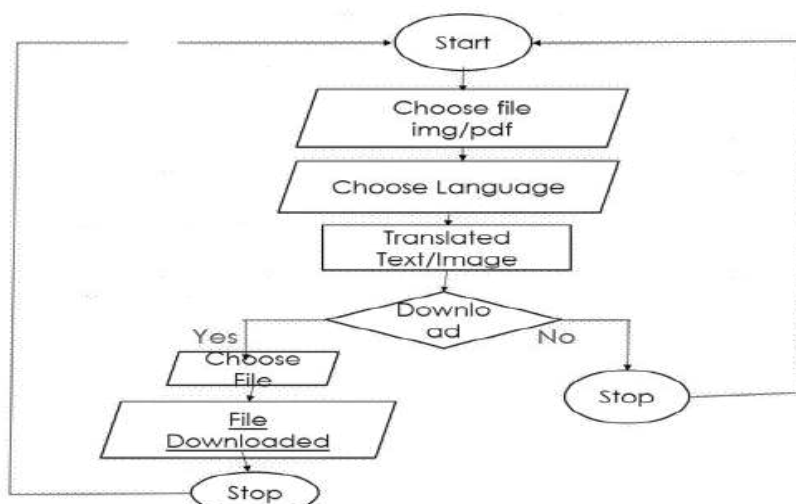 Start
Choose file
img/pdf
Choose Language
Translated
Text/Image
Downlo
ad
Yes
No
Choose
File
Stop
File
Downloaded
Stop